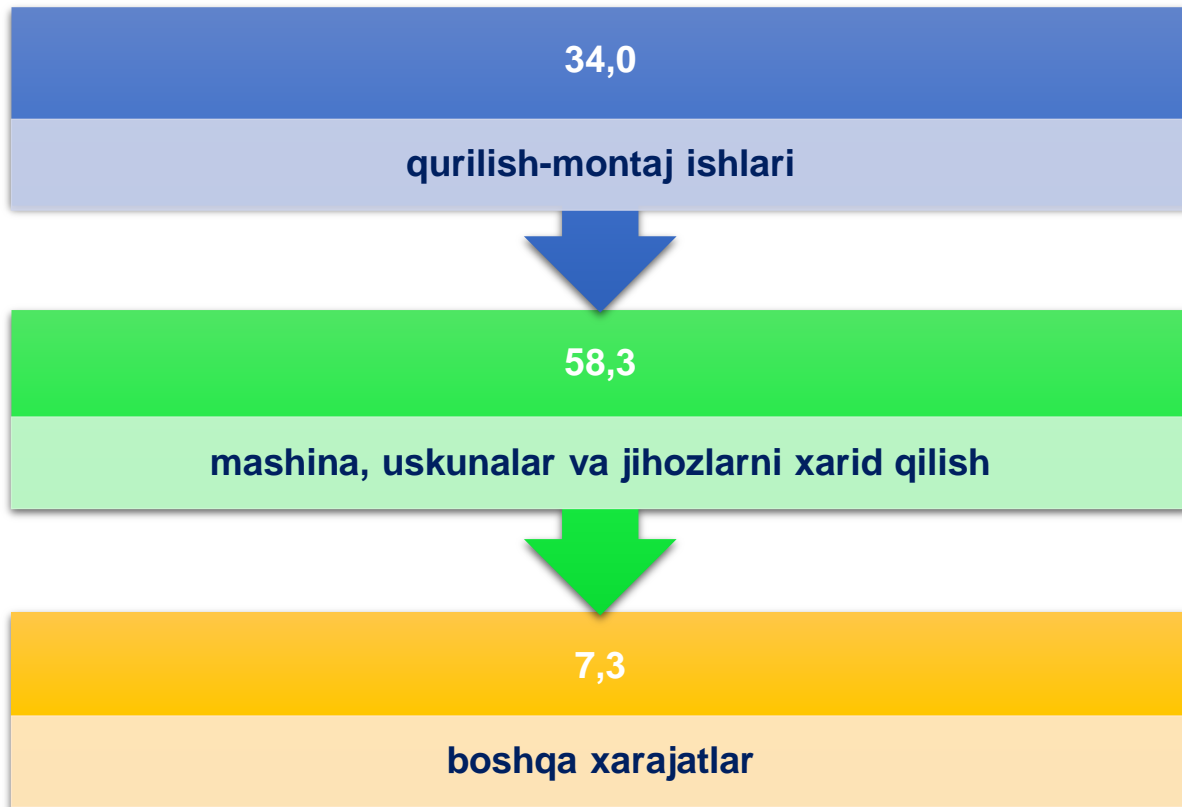 34,0
qurilish-montaj ishlari
58,3
mashina, uskunalar va jihozlarni xarid qilish
7,3
boshqa xarajatlar